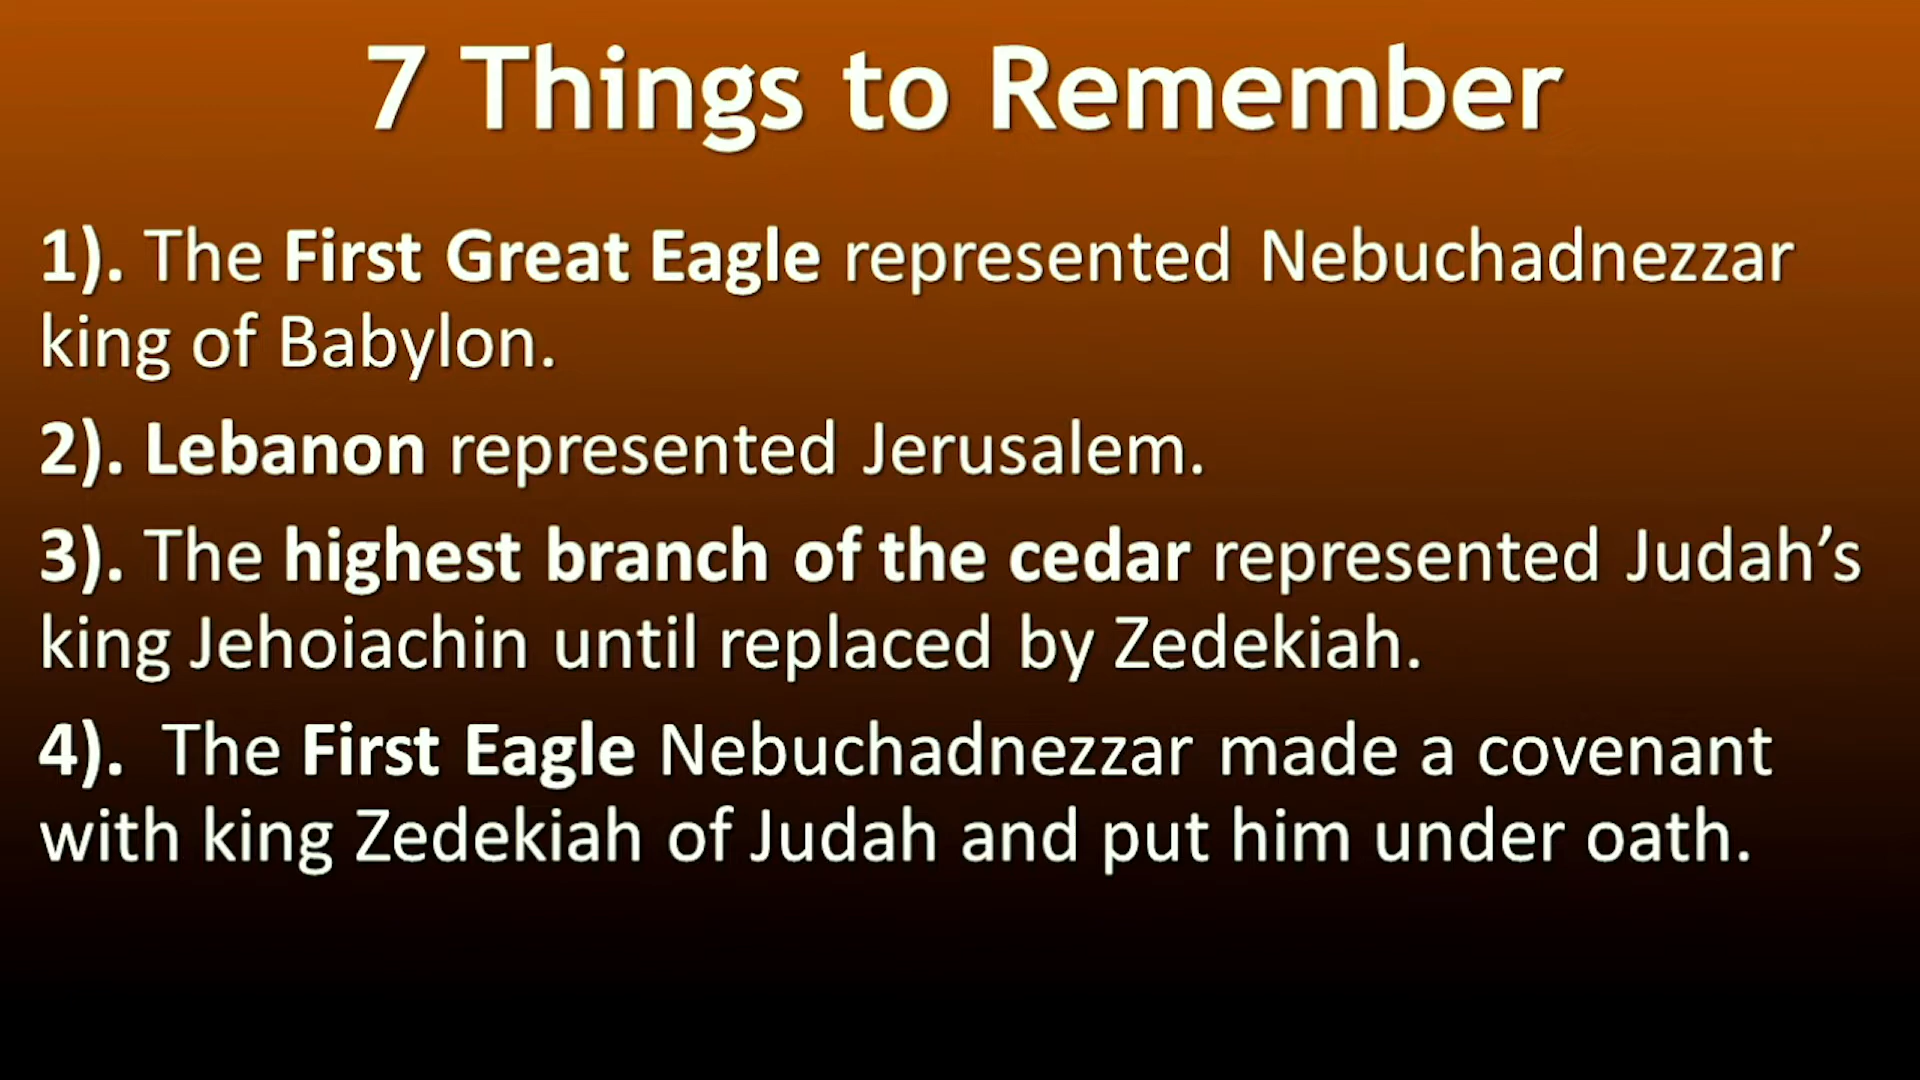 7 Things to Remember
1). The First Great Eagle represented Nebuchadnezzar
king of Babylon.
2). Lebanon represented Jerusalem.
3). The highest branch of the cedar represented Judah’s
king Jehoiachin until replaced by Zedekiah.
4). The First Eagle Nebuchadnezzar made a covenant
with king Zedekiah of Judah and put him under oath.